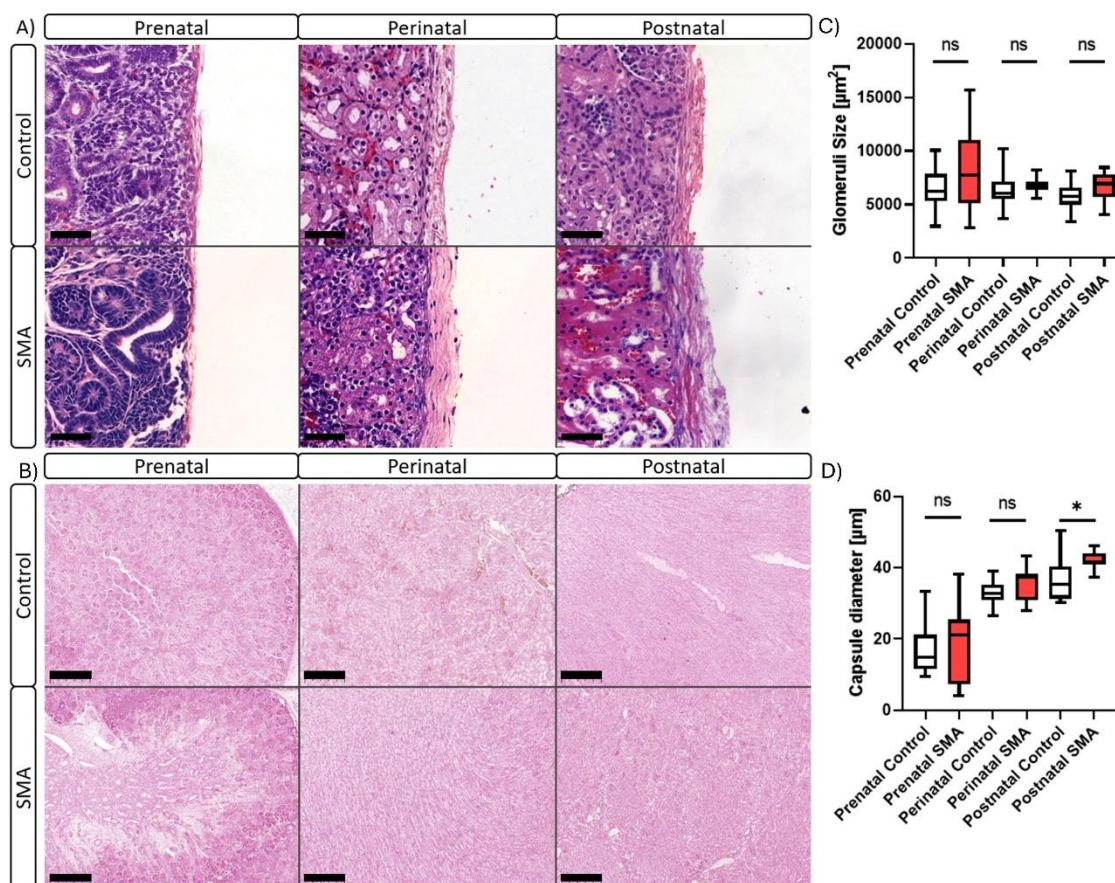 A)
Prenatal
Perinatal
Postnatal
Control
SMA
B)
Prenatal
Perinatal
Postnatal
Control
SMA
C)
Glomeruli Size [µm²]
20000
15000
10000
5000
0
ns
ns
ns
Prenatal Control
Prenatal SMA
Perinatal Control
Perinatal SMA
Postnatal Control
Postnatal SMA
D)
Capsule diameter [µm]
60
40
20
0
ns
ns
*
Prenatal Control
Prenatal SMA
Perinatal Control
Perinatal SMA
Postnatal Control
Postnatal SMA